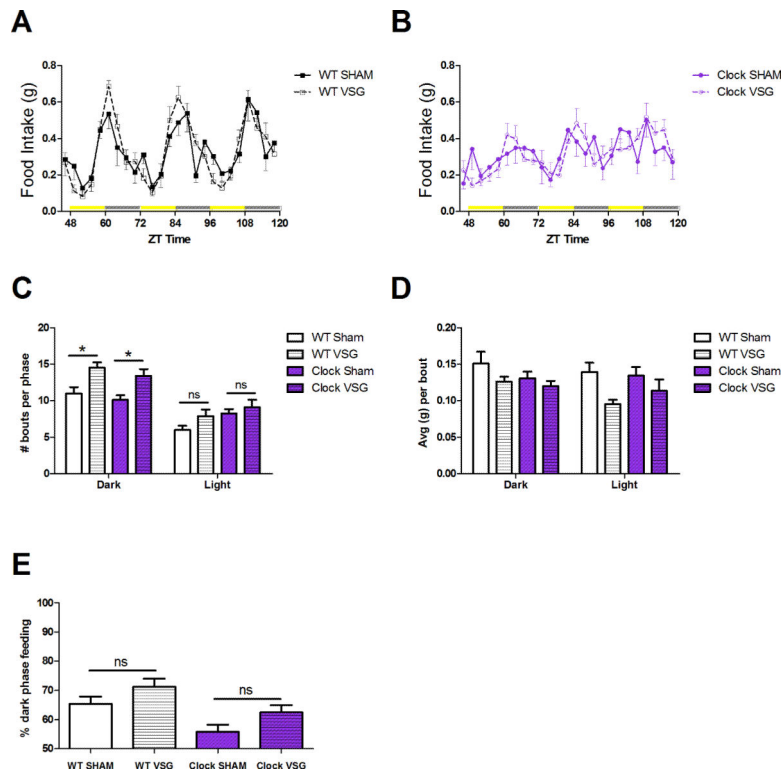 A
Food Intake (g)
0.8
0.6
0.4
0.2
0.0
48 60 72 84 96 108 120
ZT Time
WT SHAM
WT VSG
B
Food Intake (g)
0.8
0.6
0.4
0.2
0.0
48 60 72 84 96 108 120
ZT Time
Clock SHAM
Clock VSG
C
# bouts per phase
20
15
10
5
0
* *
ns ns
Dark Light
WT Sham
WT VSG
Clock Sham
Clock VSG
D
Avg (g) per bout
0.20
0.15
0.10
0.05
0.00
Dark Light
WT Sham
WT VSG
Clock Sham
Clock VSG
E
% dark phase feeding
100
90
80
70
60
50
ns
ns
WT SHAM WT VSG Clock SHAM Clock VSG